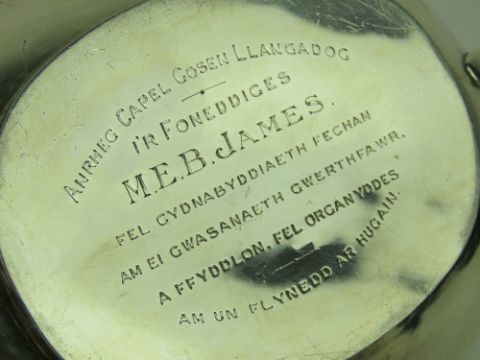 ANRHEG CAPEL GOSEN LLANGADOG
I'R FONEDDIGES
M.E.B. JAMES.
FEL GYDNABYDDIAETH FECHAN
AM EI GWASANAETH GWERTHFAWR,
A FFYDDLON, FEL ORGANYDDES
AM UN FLYNEDD AR HUGAIN.